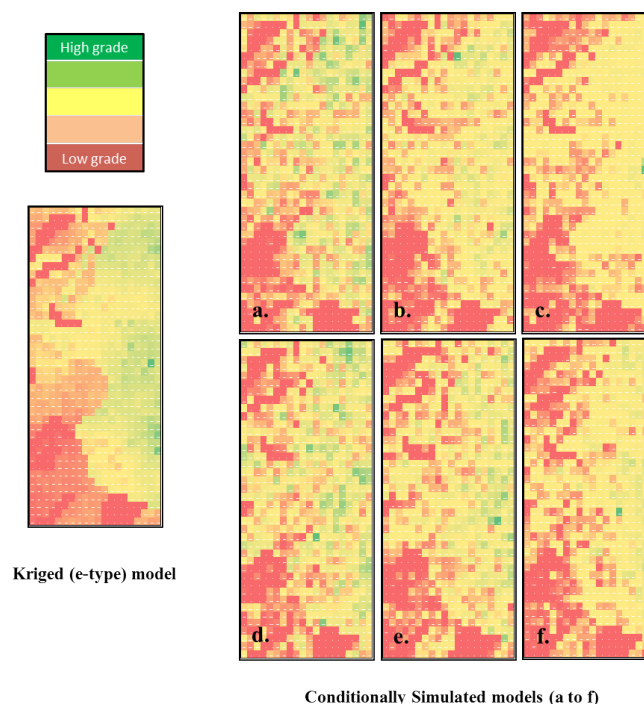 High grade
Low grade
a.
b.
c.
Kriged (e-type) model
d.
e.
f.
Conditionally Simulated models (a to f)